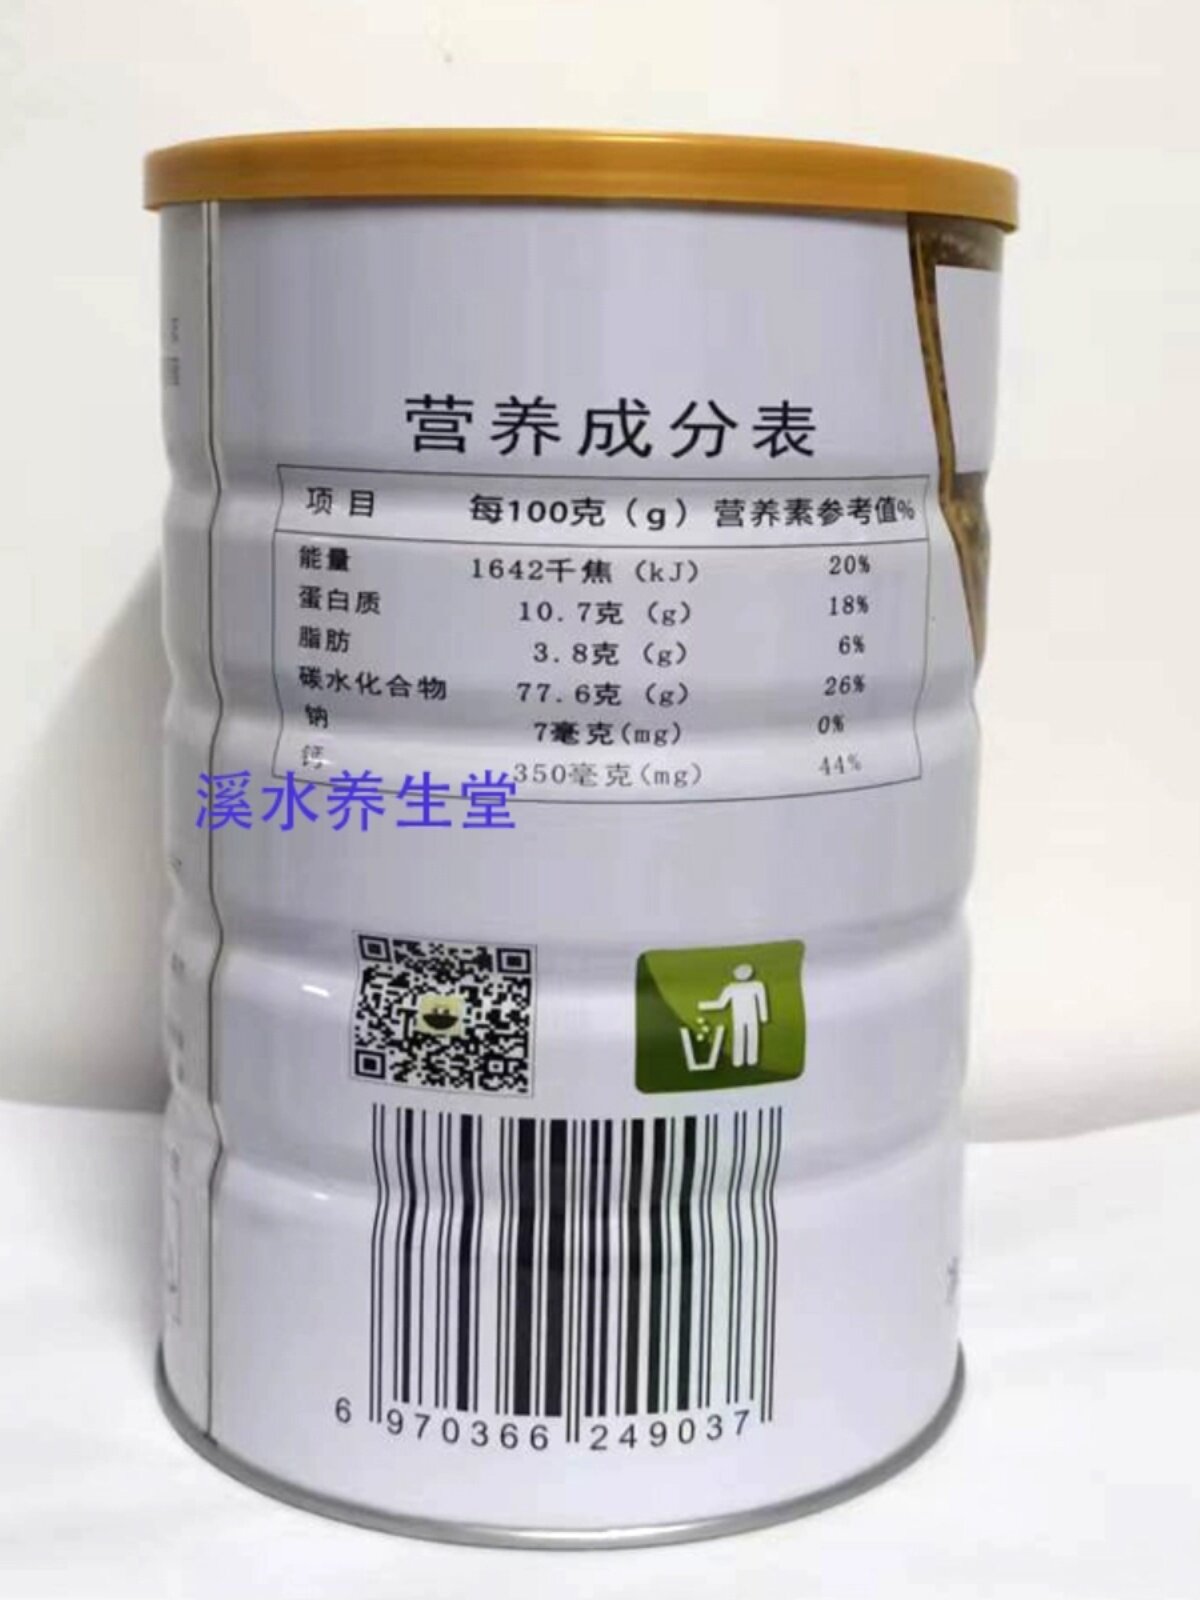 营养成分表
项目 每100克（g） 营养素参考值%
能量 1642千焦（kJ） 20%
蛋白质 10.7克（g） 18%
脂肪 3.8克（g） 6%
碳水化合物 77.6克（g） 26%
钠 7毫克(mg) 0%
钙 350毫克(mg) 44%
溪水养生堂
6 970366 249037